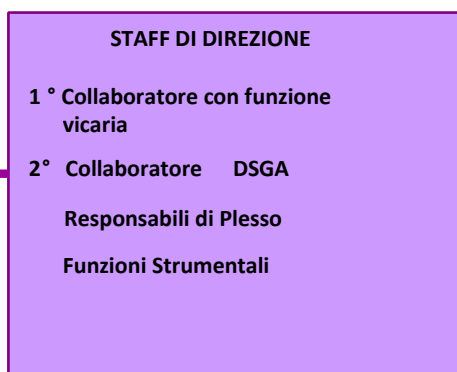 STAFF DI DIREZIONE
1 ° Collaboratore con funzione
vicaria
2° Collaboratore DSGA
Responsabili di Plesso
Funzioni Strumentali